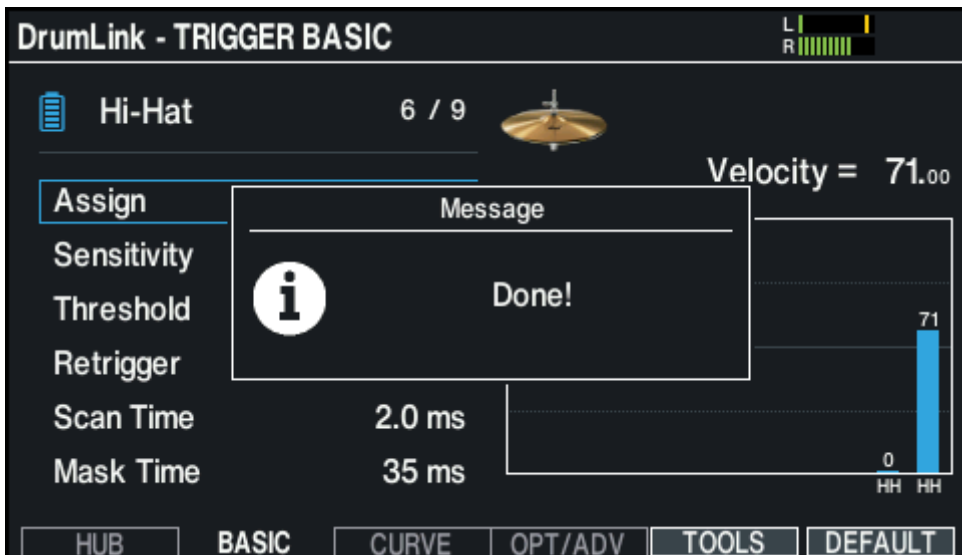 DrumLink - TRIGGER BASIC
L
R
Hi-Hat 6 / 9
Velocity = 71.00
Assign
Message
Sensitivity
Done!
Threshold
71
Retrigger
Scan Time 2.0 ms
0
Mask Time 35 ms
HH HH
HUB BASIC CURVE OPT/ADV TOOLS DEFAULT